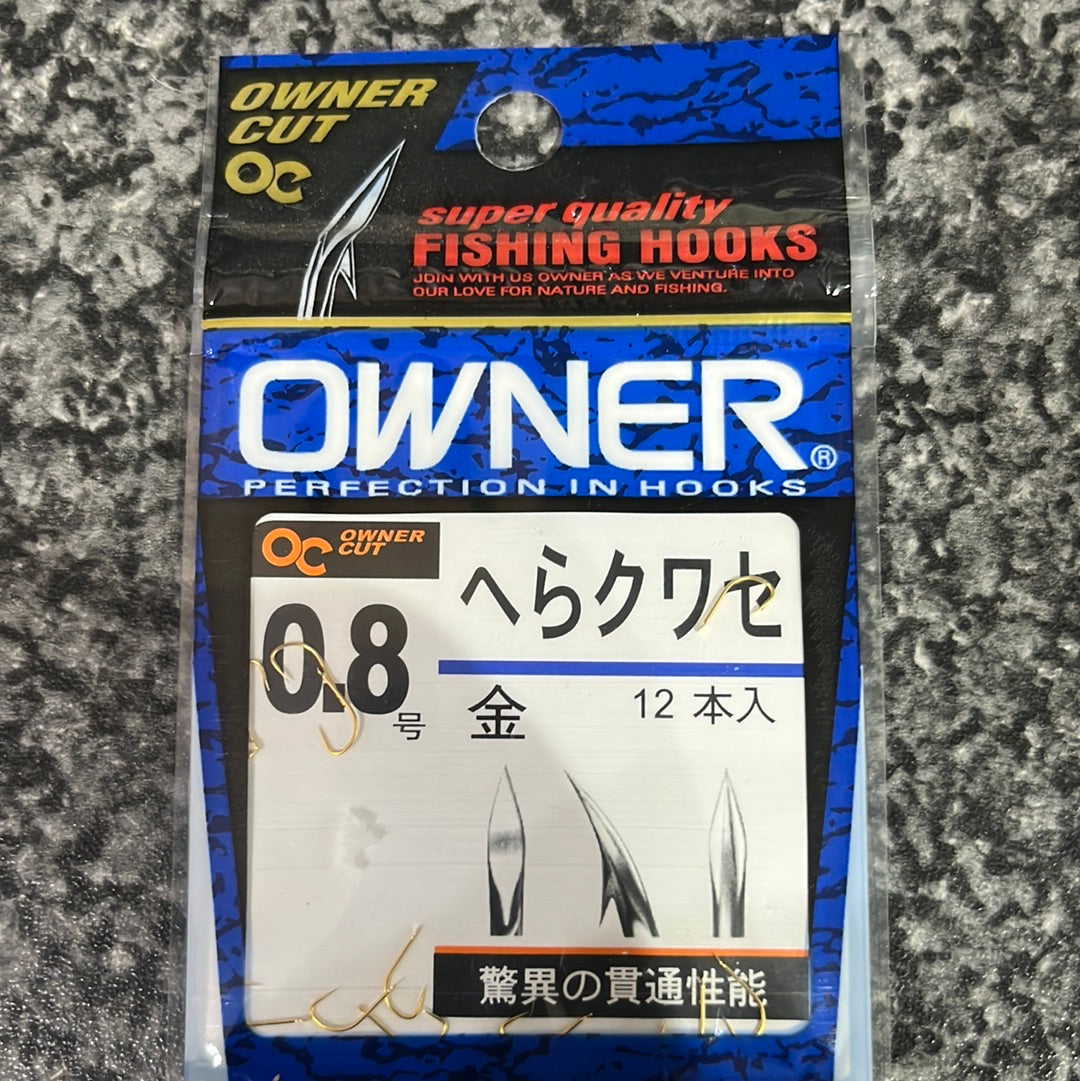 OWNER
CUT
OC
super quality
FISHING HOOKS
JOIN WITH US OWNER AS WE VENTURE INTO
OUR LOVE FOR NATURE AND FISHING.
OWNER®
PERFECTION IN HOOKS
OC OWNER
CUT
へらクワセ
0.8号
金
12本入
驚異の貫通性能